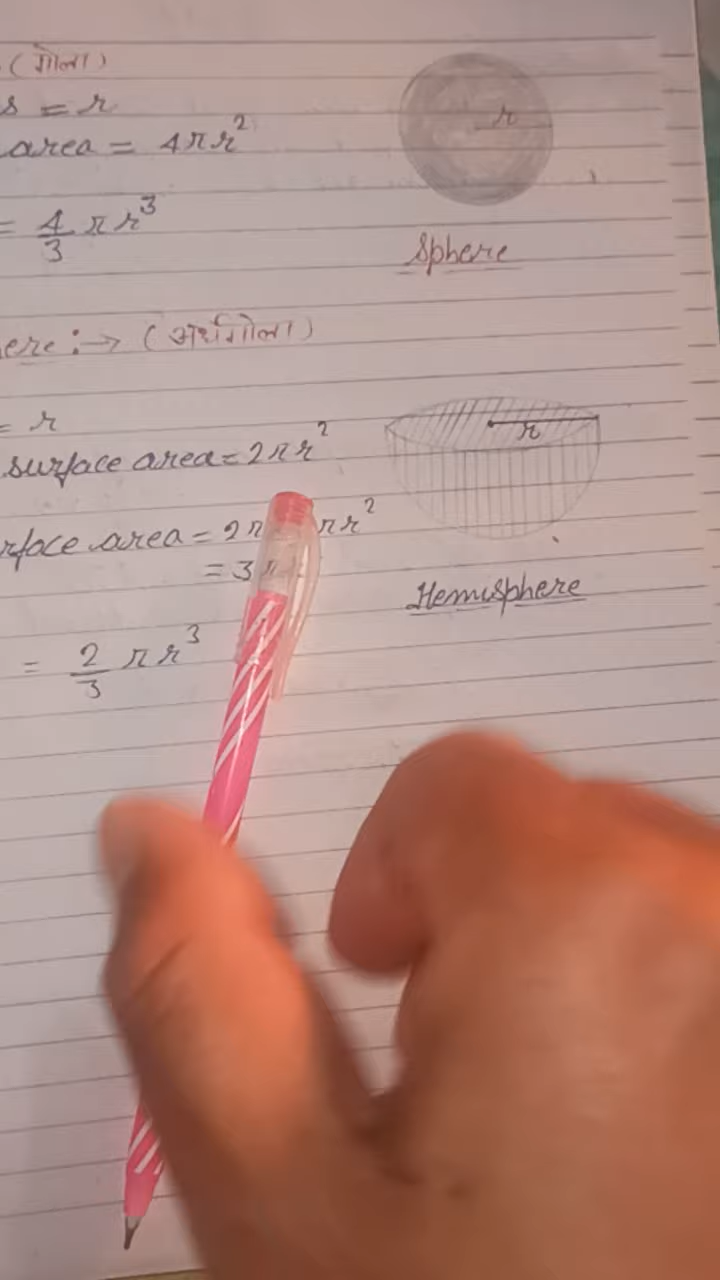 (गोला)
s = r
area = 4πr²
r
= 4/3 πr³
Sphere
ere :→ (अर्धगोला)
= r
surface area = 2πr²
r
rface area = 2π πr²
= 3π
Hemisphere
= 2/3 πr³